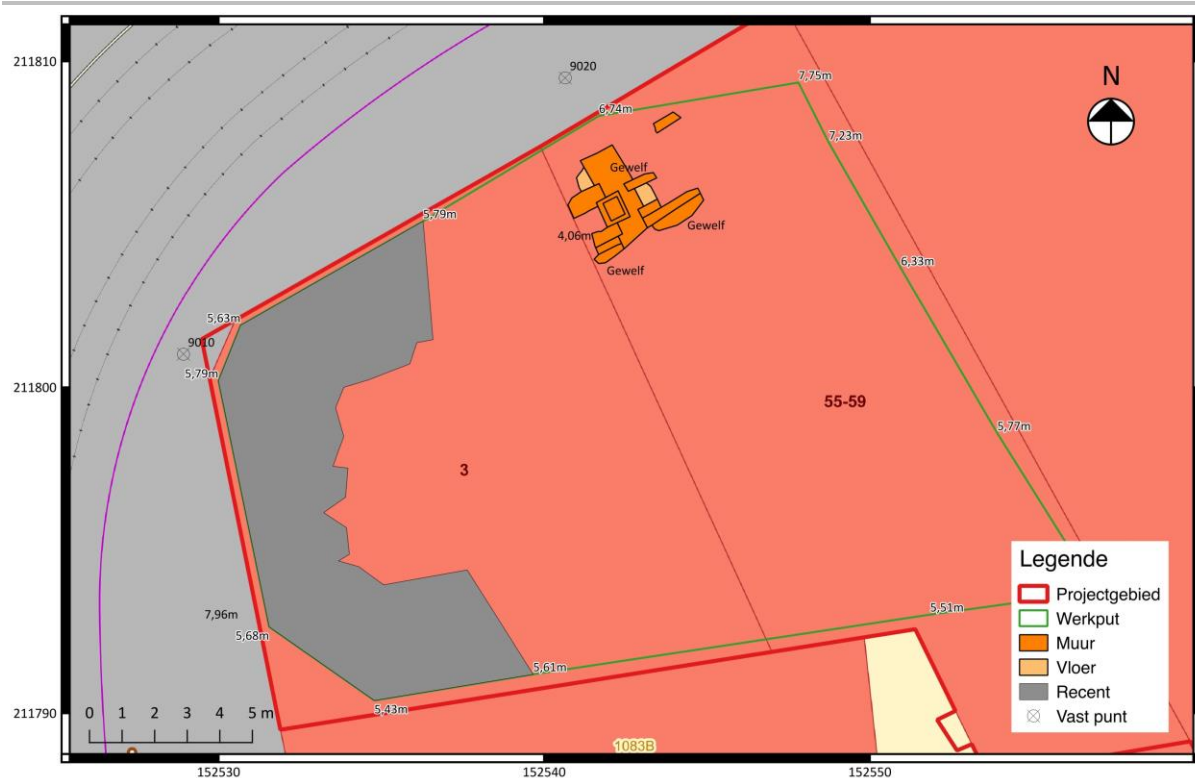 211810
9020
7,75m
N
6,74m
7,23m
Gewelf
5,79m
4,06m
Gewelf
Gewelf
6,33m
5,63m
9010
211800
5,79m
55-59
5,77m
3
Legende
Projectgebied
Werkput
Muur
Vloer
Recent
Vast punt
7,96m
5,68m
5,51m
5,61m
5,43m
211790
0 1 2 3 4 5 m
1083B
152530
152540
152550